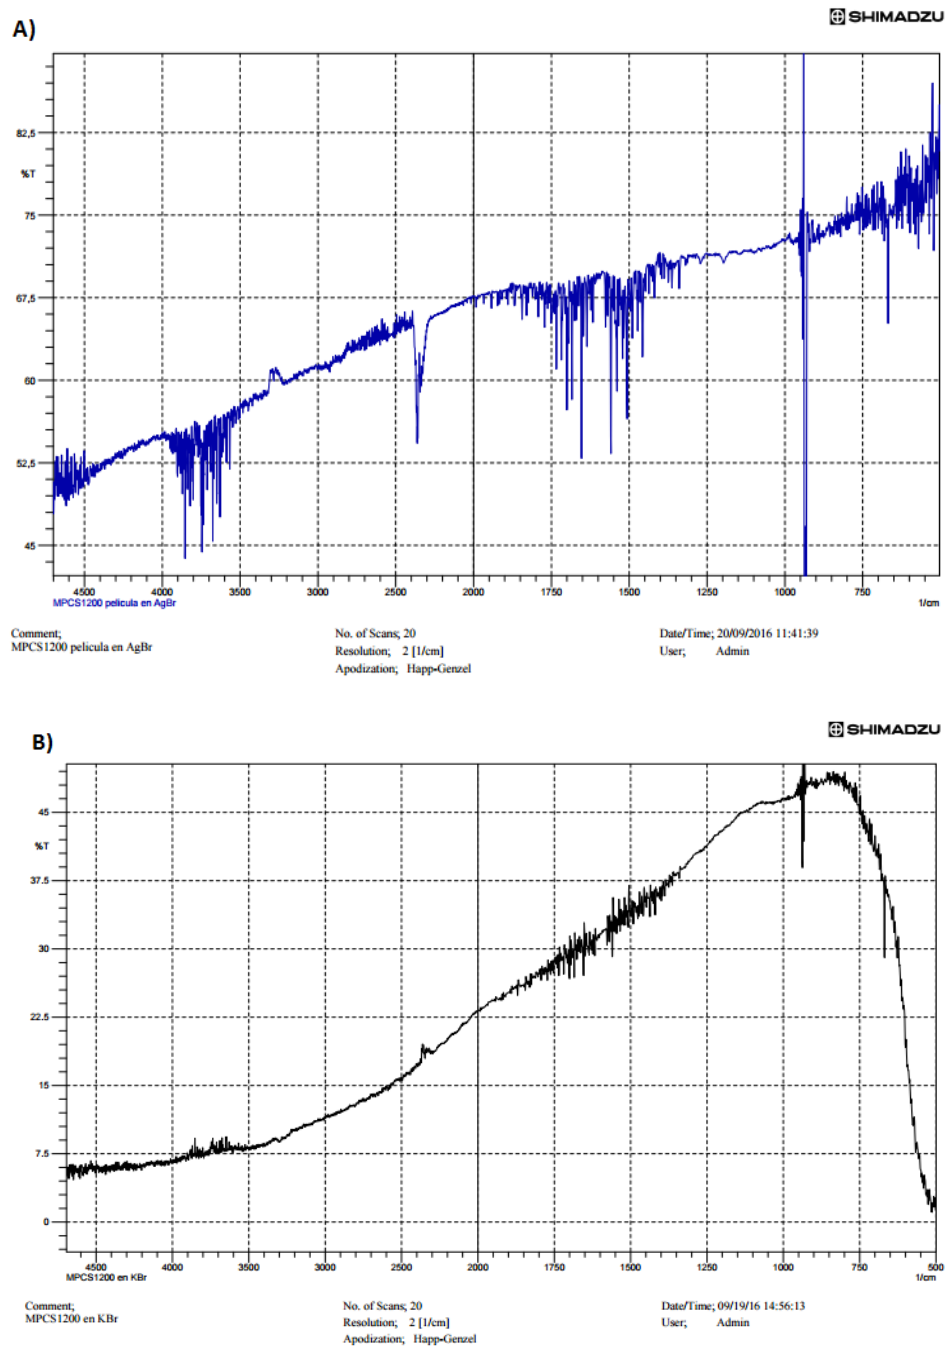 A)
SHIMADZU
82,5
%T
75
67,5
60
52,5
45
4500 4000 3500 3000 2500 2000 1750 1500 1250 1000 750
MPCS1200 pelicula en AgBr
1/cm
Comment;
MPCS1200 pelicula en AgBr
No. of Scans; 20
Resolution; 2 [1/cm]
Apodization; Happ-Genzel
Date/Time; 20/09/2016 11:41:39
User; Admin
B)
SHIMADZU
45
%T
37.5
30
22.5
15
7.5
0
4500 4000 3500 3000 2500 2000 1750 1500 1250 1000 750 500
MPCS1200 en KBr
1/cm
Comment;
MPCS1200 en KBr
No. of Scans; 20
Resolution; 2 [1/cm]
Apodization; Happ-Genzel
Date/Time; 09/19/16 14:56:13
User; Admin